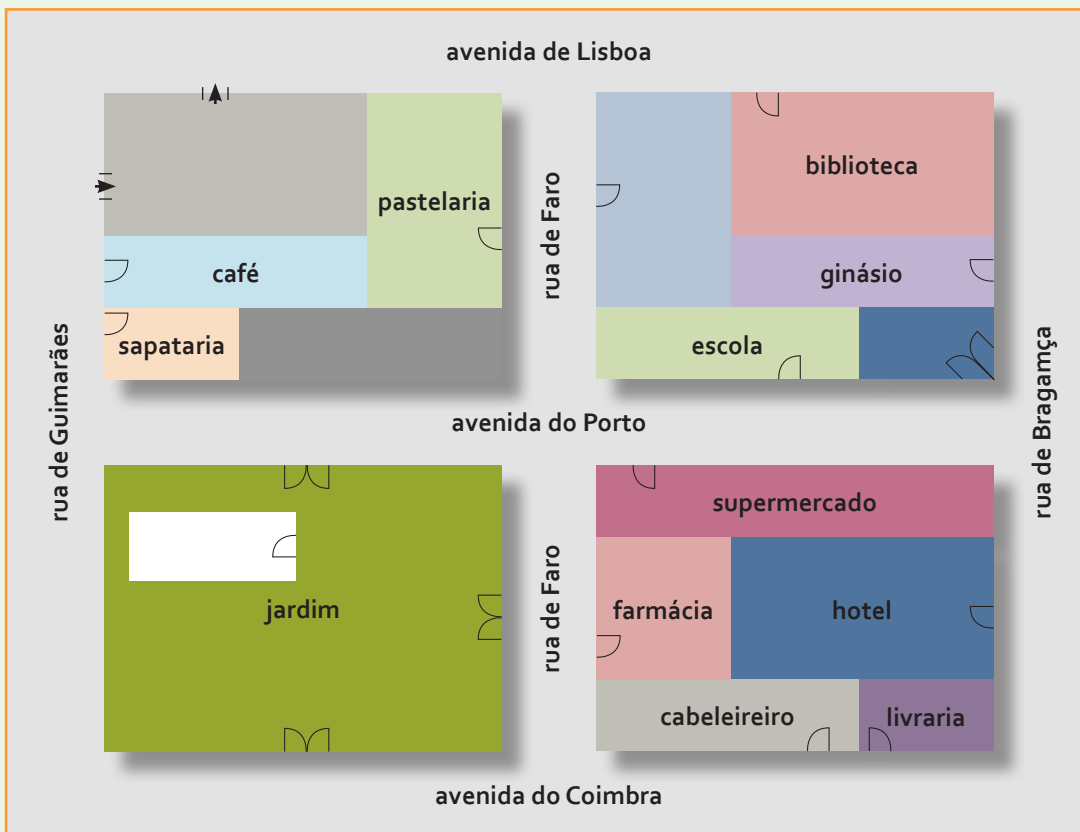 avenida de Lisboa
biblioteca
pastelaria
rua de Faro
café
ginásio
sapataria
escola
rua de Guimarães
rua de Bragamça
avenida do Porto
supermercado
jardim
rua de Faro
farmácia
hotel
cabeleireiro
livraria
avenida do Coimbra